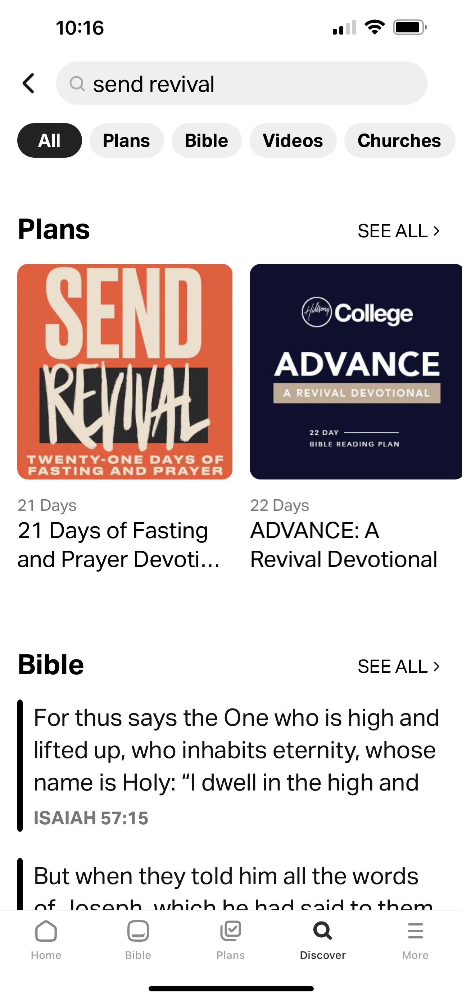 10:16
send revival
All Plans Bible Videos Churches
Plans SEE ALL >
SEND
REVIVAL
TWENTY-ONE DAYS OF
FASTING AND PRAYER
Hillsong College
ADVANCE
A REVIVAL DEVOTIONAL
22 DAY
BIBLE READING PLAN
21 Days
21 Days of Fasting
and Prayer Devoti...
22 Days
ADVANCE: A
Revival Devotional
Bible SEE ALL >
For thus says the One who is high and
lifted up, who inhabits eternity, whose
name is Holy: “I dwell in the high and
ISAIAH 57:15
But when they told him all the words
of Joseph, which he had said to them
Home Bible Plans Discover More